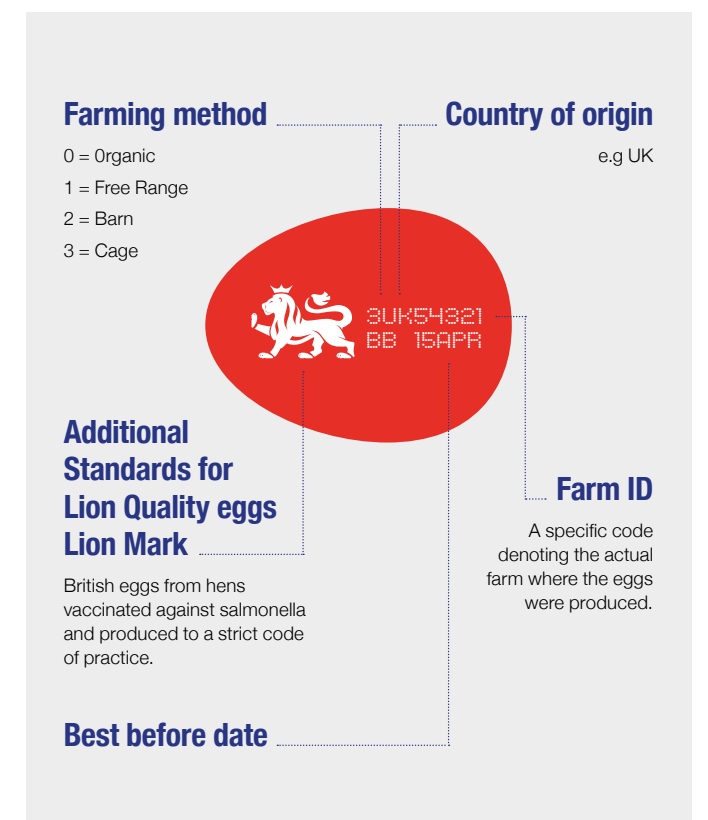 Farming method
0 = 0rganic
1 = Free Range
2 = Barn
3 = Cage
Country of origin
e.g UK
3UK54321
BB 15APR
Additional
Standards for
Lion Quality eggs
Lion Mark
British eggs from hens
vaccinated against salmonella
and produced to a strict code
of practice.
Farm ID
A specific code
denoting the actual
farm where the eggs
were produced.
Best before date